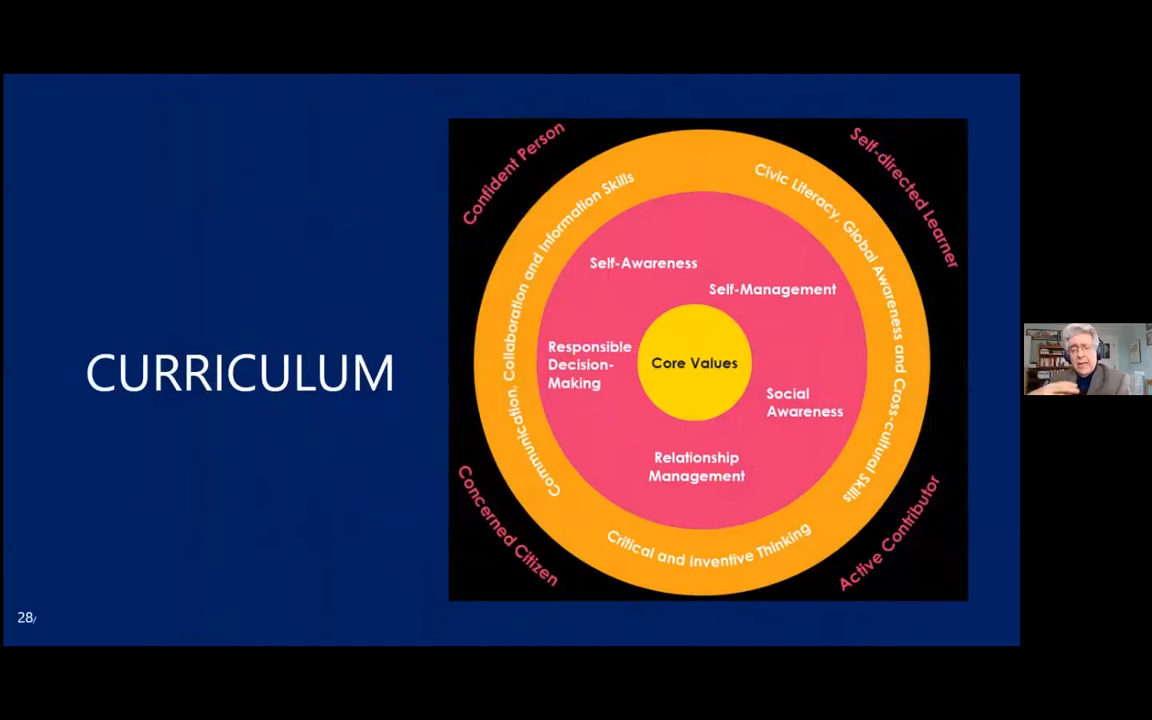 CURRICULUM
Confident Person
Self-directed Learner
Communication, Collaboration and Information Skills
Civic Literacy, Global Awareness and Cross-cultural Skills
Self-Awareness
Self-Management
Responsible
Decision-
Making
Core Values
Social
Awareness
Relationship
Management
Critical and Inventive Thinking
Concerned Citizen
Active Contributor
28/